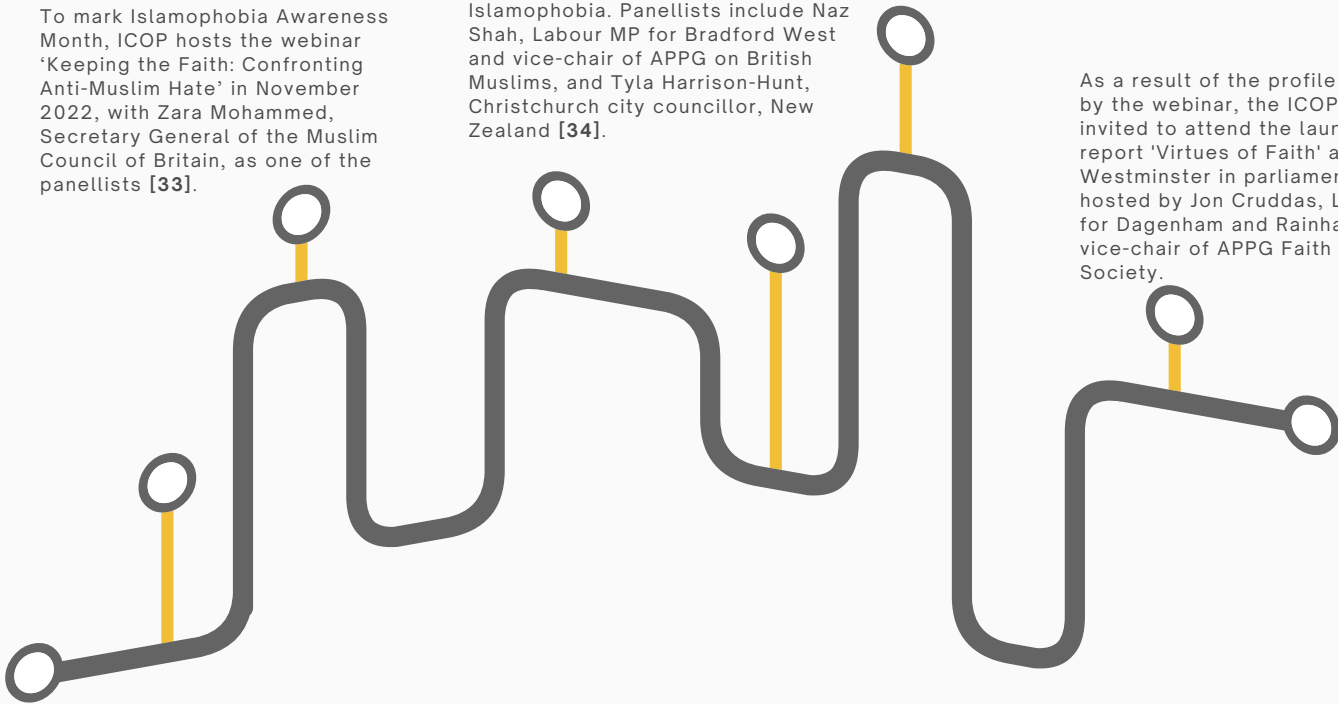 To mark Islamophobia Awareness
Month, ICOP hosts the webinar
‘Keeping the Faith: Confronting
Anti-Muslim Hate’ in November
2022, with Zara Mohammed,
Secretary General of the Muslim
Council of Britain, as one of the
panellists [33].
Islamophobia. Panellists include Naz
Shah, Labour MP for Bradford West
and vice-chair of APPG on British
Muslims, and Tyla Harrison-Hunt,
Christchurch city councillor, New
Zealand [34].
As a result of the profile
by the webinar, the ICOP
invited to attend the
report 'Virtues of Faith'
Westminster in
hosted by Jon Cruddas,
for Dagenham and
vice-chair of APPG Faith
Society.